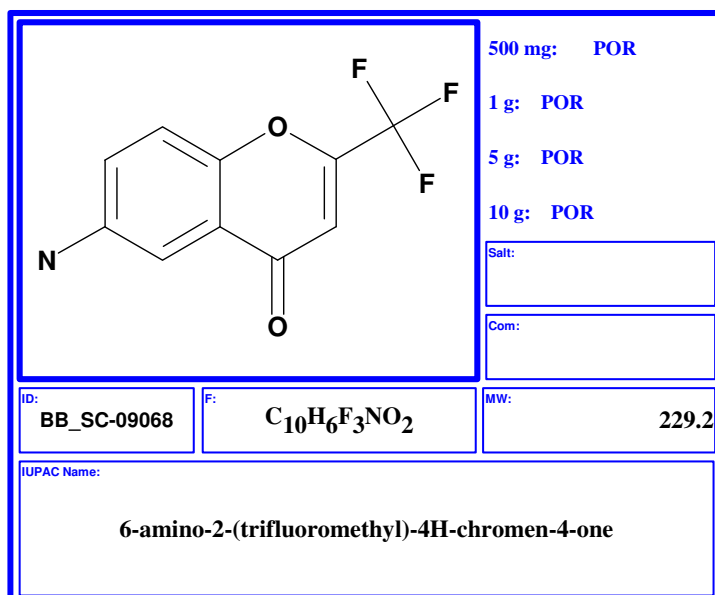 F
F
O
F
N
O
500 mg: POR
1 g: POR
5 g: POR
10 g: POR
Salt:
Com:
ID:
BB_SC-09068
F:
C10H6F3NO2
MW:
229.2
IUPAC Name:
6-amino-2-(trifluoromethyl)-4H-chromen-4-one